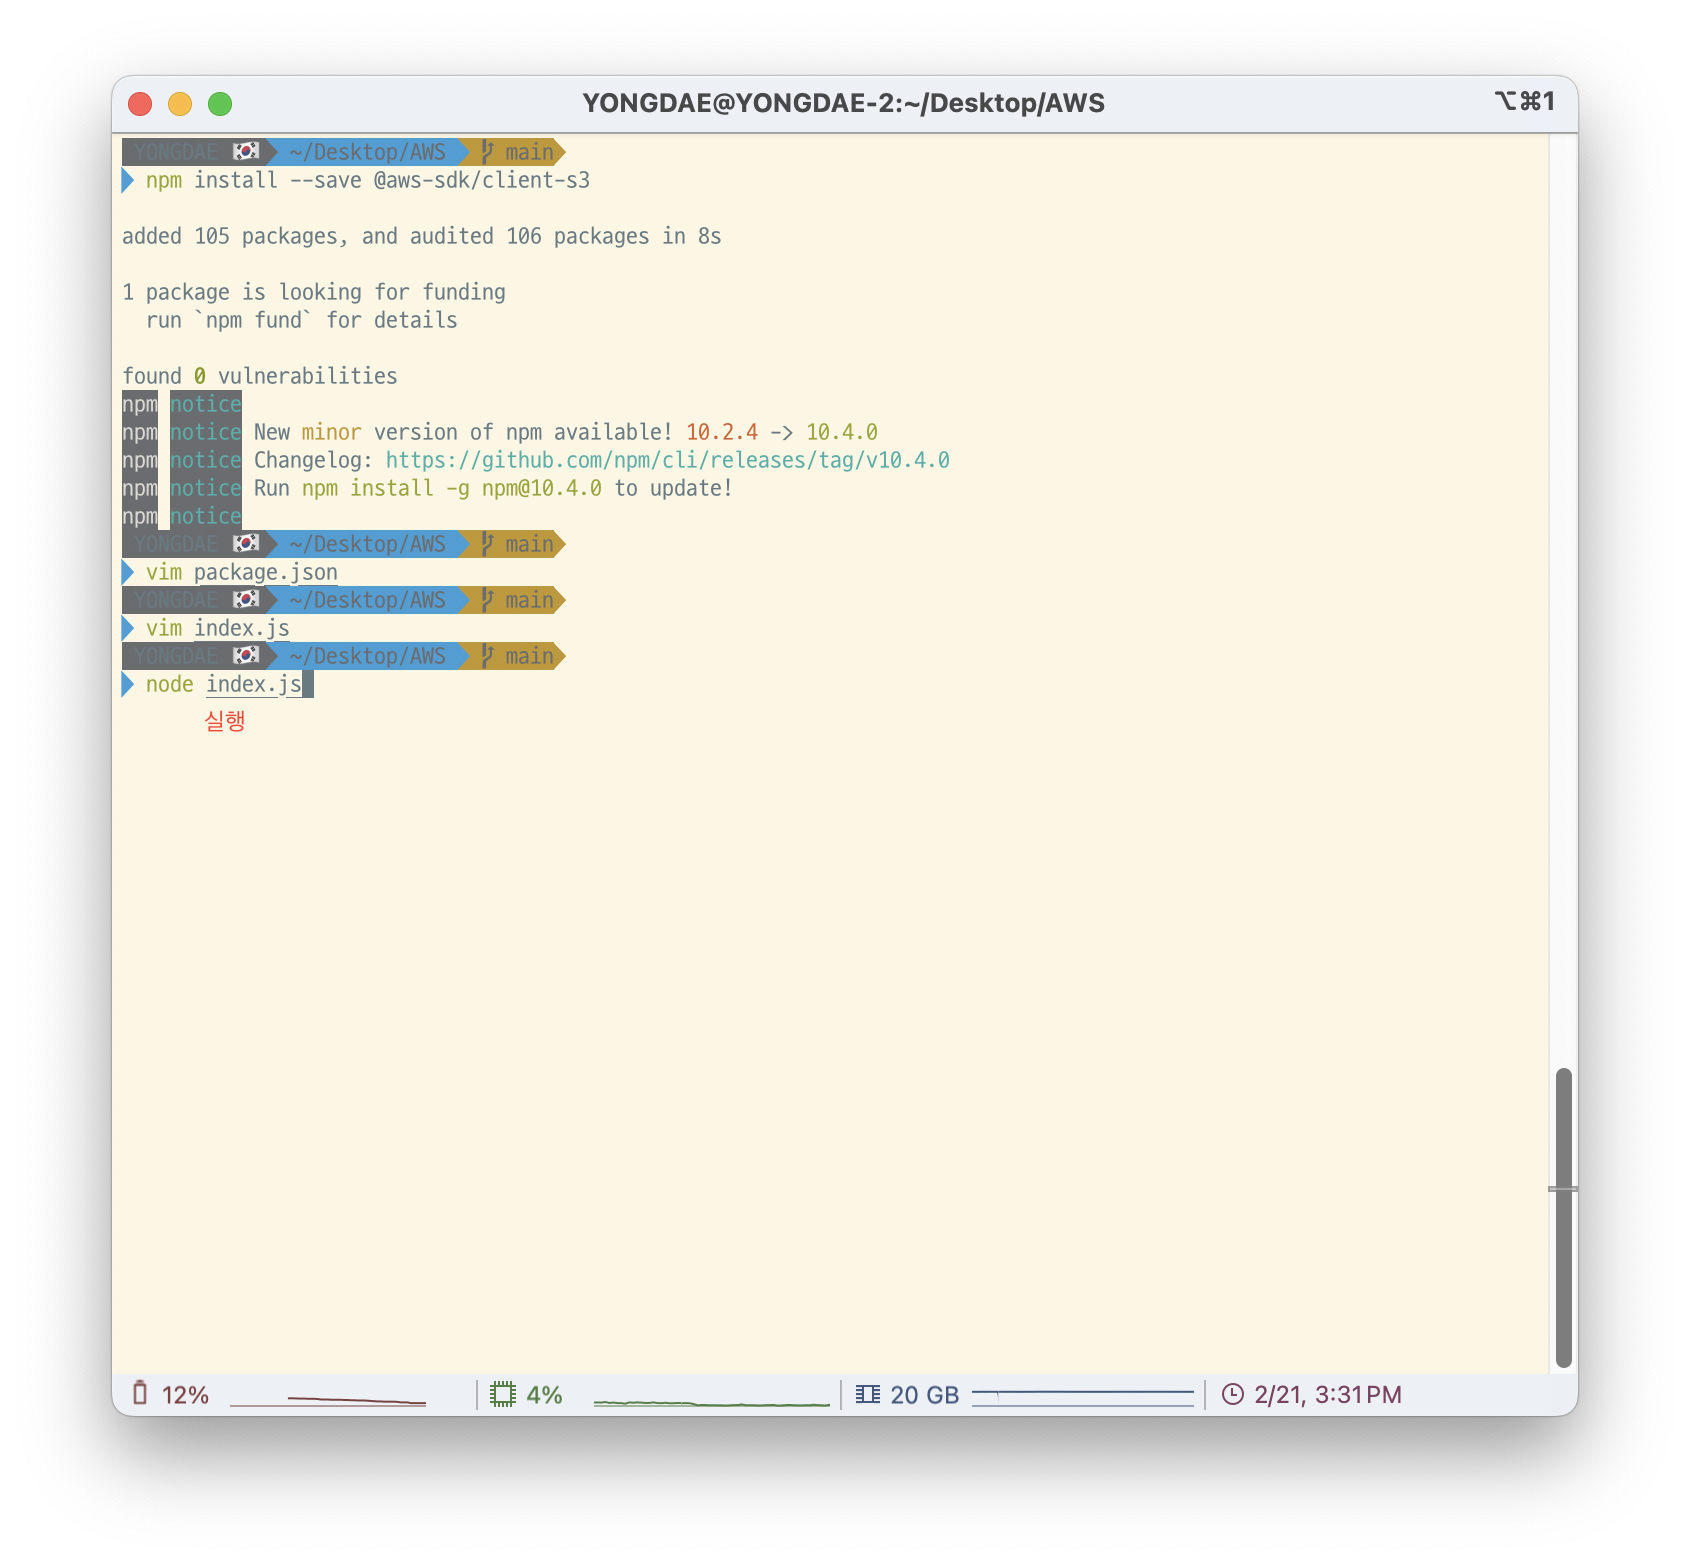 YONGDAE@YONGDAE-2:~/Desktop/AWS
⌥⌘1
YONGDAE 🇰🇷 ~/Desktop/AWS main
npm install --save @aws-sdk/client-s3
added 105 packages, and audited 106 packages in 8s
1 package is looking for funding
run `npm fund` for details
found 0 vulnerabilities
npm notice
npm notice New minor version of npm available! 10.2.4 -> 10.4.0
npm notice Changelog: https://github.com/npm/cli/releases/tag/v10.4.0
npm notice Run npm install -g npm@10.4.0 to update!
npm notice
YONGDAE 🇰🇷 ~/Desktop/AWS main
vim package.json
YONGDAE 🇰🇷 ~/Desktop/AWS main
vim index.js
YONGDAE 🇰🇷 ~/Desktop/AWS main
node index.js
실행
12% 4% 20 GB 2/21, 3:31 PM